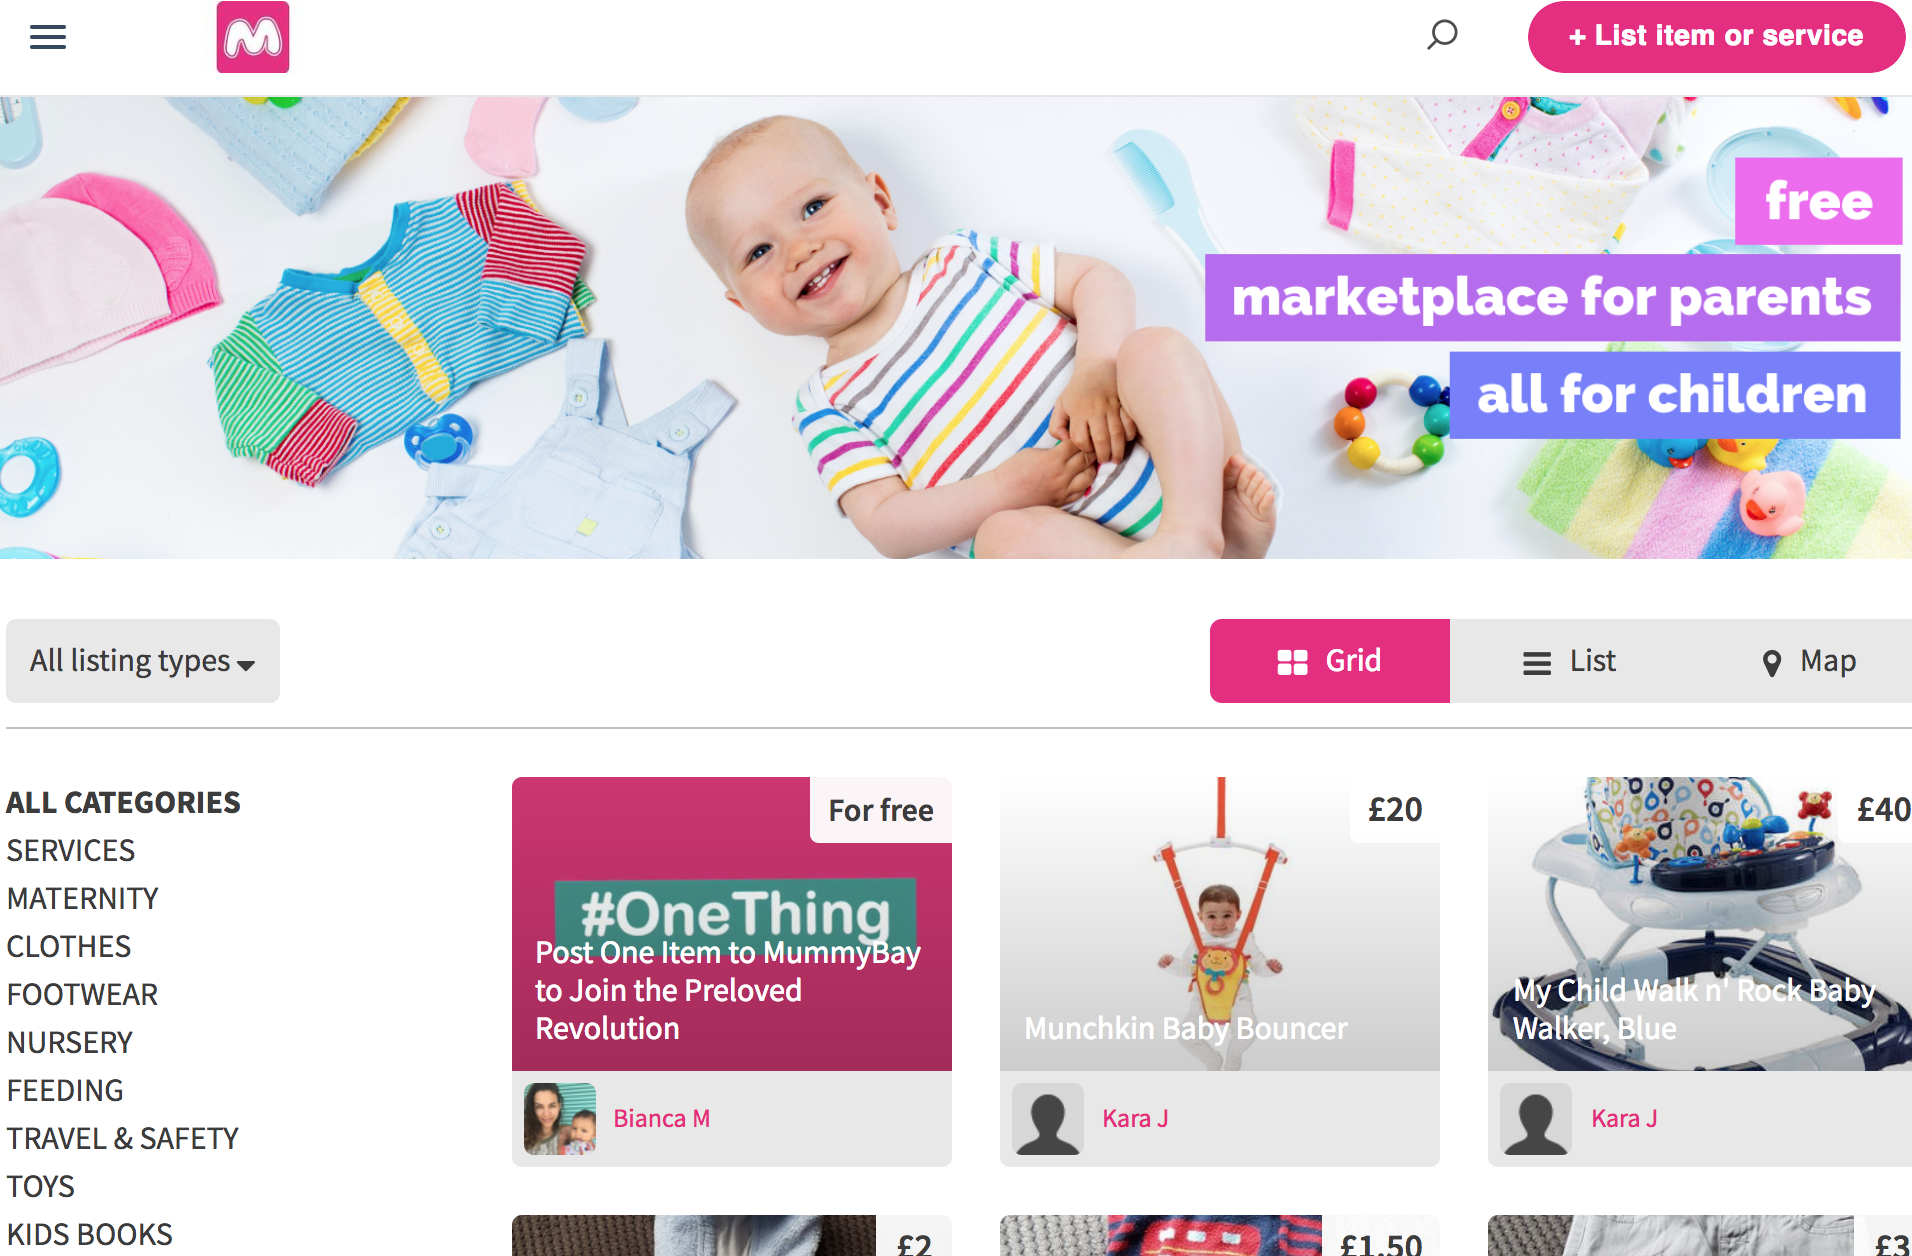 M
+ List item or service
free
marketplace for parents
all for children
All listing types
Grid
List
Map
ALL CATEGORIES
SERVICES
MATERNITY
CLOTHES
FOOTWEAR
NURSERY
FEEDING
TRAVEL & SAFETY
TOYS
KIDS BOOKS
For free
#OneThing
Post One Item to MummyBay
to Join the Preloved
Revolution
Bianca M
£20
Munchkin Baby Bouncer
Kara J
£40
My Child Walk n' Rock Baby
Walker, Blue
Kara J
£2
£1.50
£3